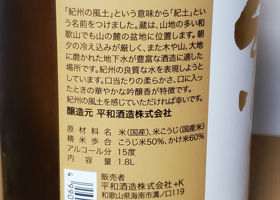 「紀州の風土」という意味から「紀土」とい
う名前をつけました。蔵は、山地の多い和
歌山でも山の麓の盆地に位置します。朝
夕の冷え込みが厳しく、また木や山、大
地に磨かれた地下水が豊富な酒造に適し
た場所です。紀州の良質な水を表現しよう
としています。口当たりの柔らかさ、口に入っ
たときの華やかな吟醸香が特徴です。
紀州の風土を感じていただければ幸いです。
醸造元 平和酒造株式会社
原材料名 米(国産)、米こうじ(国産米)
精米歩合 こうじ米50%、かけ米60%
アルコール分 15度
内容量 1.8L
販売者
平和酒造株式会社+K
和歌山県海南市溝ノ口119
4 990